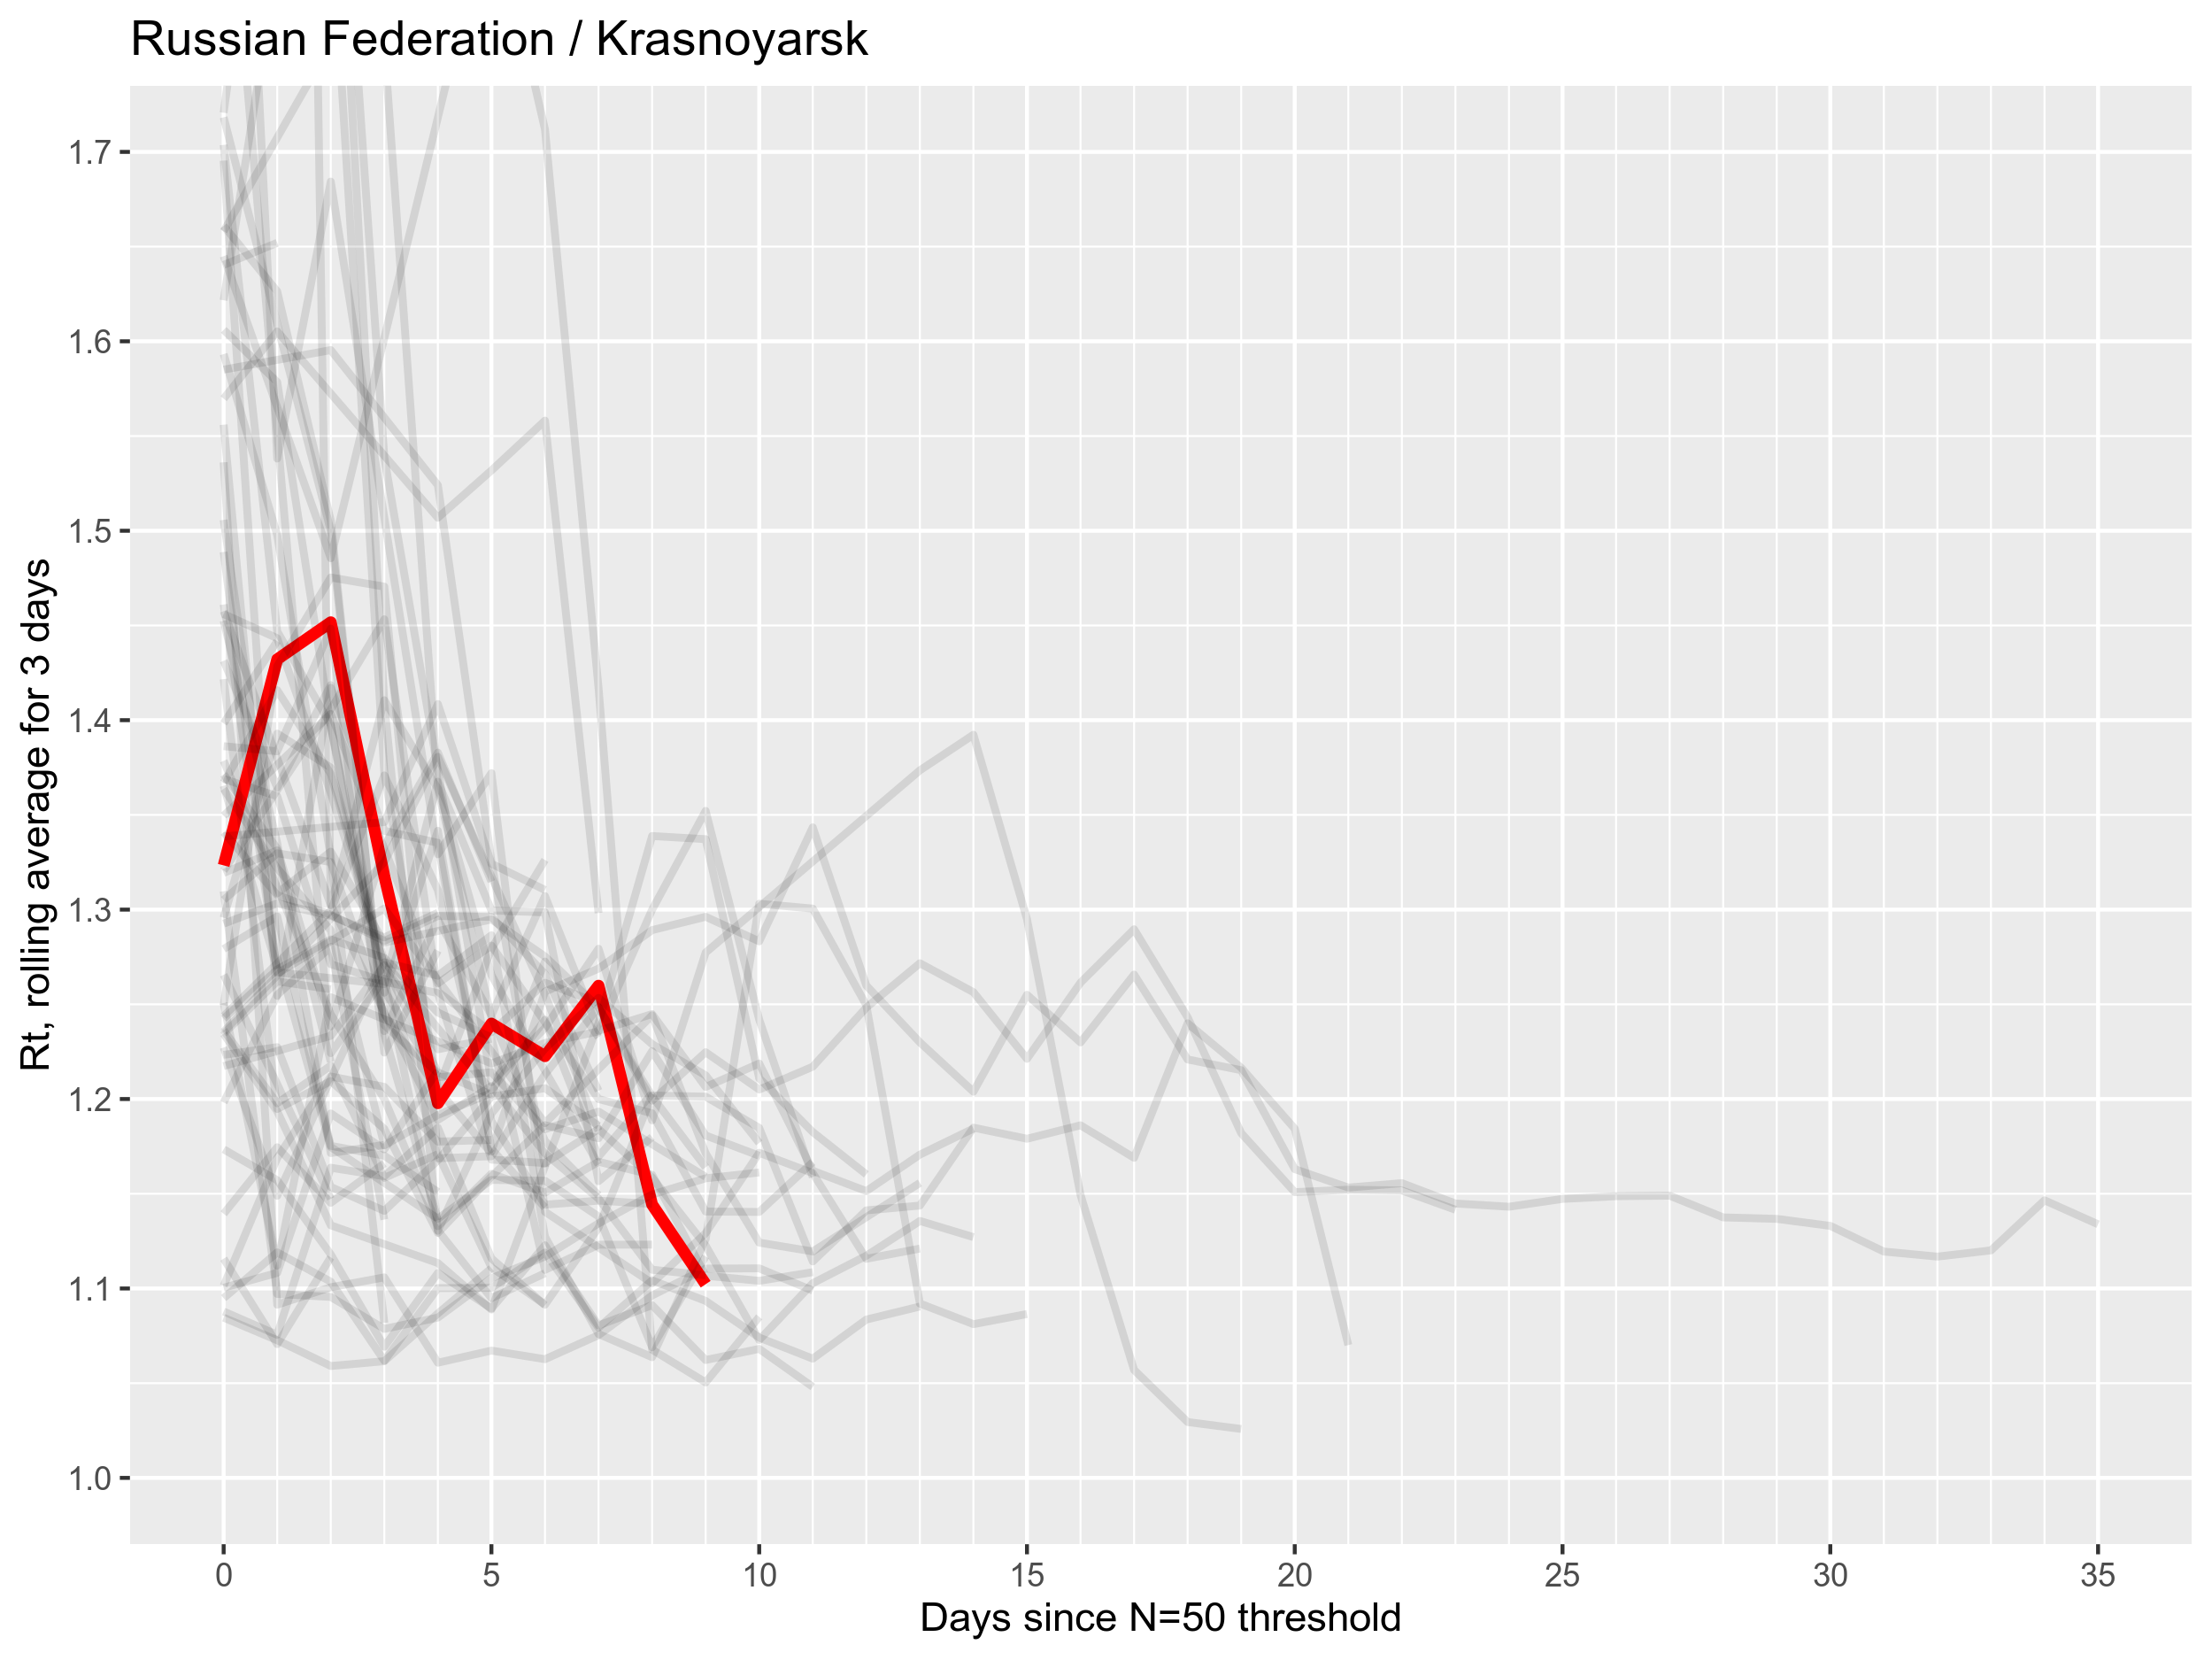 Russian Federation / Krasnoyarsk
Rt, rolling average for 3 days
1.7
1.6
1.5
1.4
1.3
1.2
1.1
1.0
0 5 10 15 20 25 30 35
Days since N=50 threshold